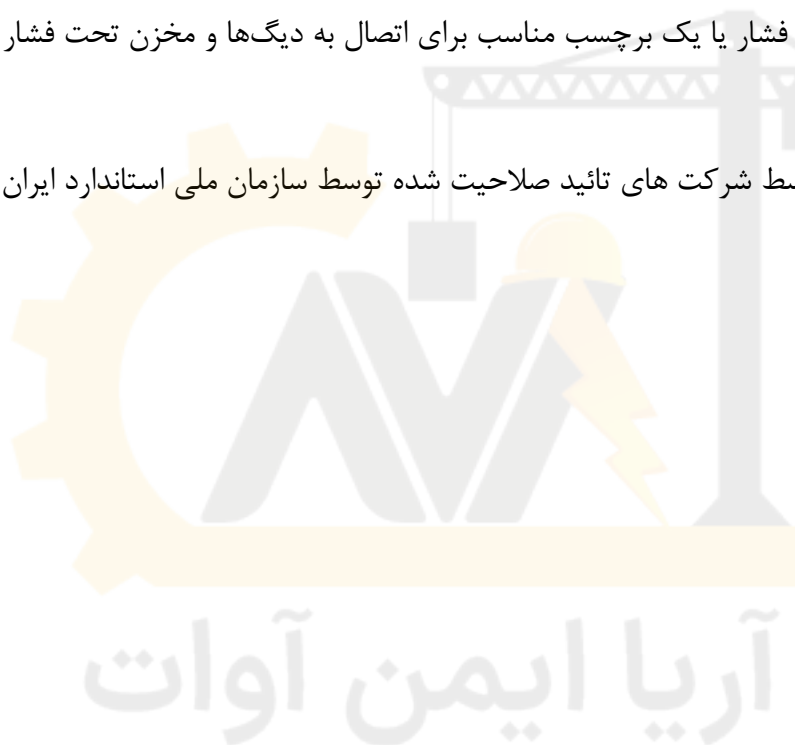 فشار یا یک برچسب مناسب برای اتصال به دیگ‌ها و مخزن تحت فشار
شرکت های تائید صلاحیت شده توسط سازمان ملی استاندارد ایران
آریا ایمن آوات